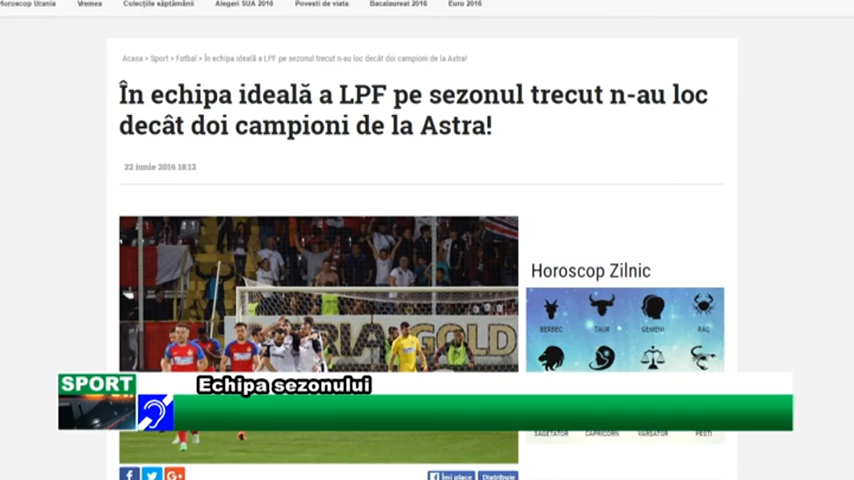 Horoscop Urania Vremea Colecțiile săptămânii Alegeri SUA 2016 Povesti de viata Bacalaureat 2016 Euro 2016
Acasa > Sport > Fotbal > În echipa ideală a LPF pe sezonul trecut n-au loc decât doi campioni de la Astra!
În echipa ideală a LPF pe sezonul trecut n-au loc
decât doi campioni de la Astra!
22 iunie 2016 18:12
GOLD
Horoscop Zilnic
BERBEC TAUR GEMENI RAC
SPORT
Echipa sezonului
SAGETATOR CAPRICORN VARSATOR PESTI
Îmi place Distribuie